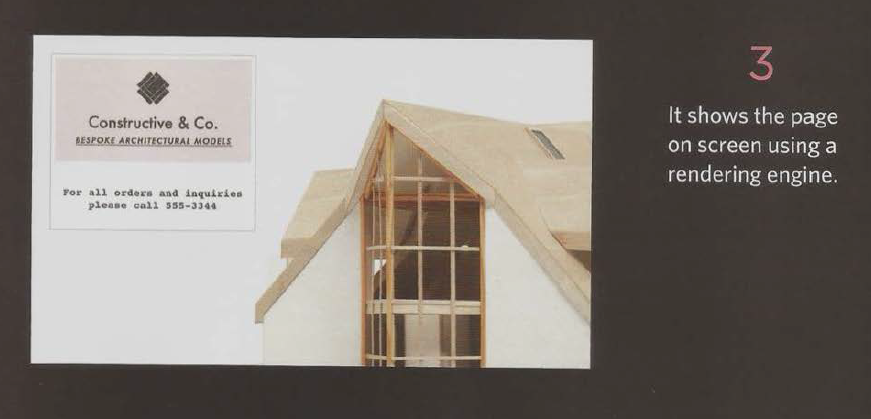 Constructive & Co.
BESPOKE ARCHITECTURAL MODELS
For all orders and inquiries
please call 555-3344
3
It shows the page
on screen using a
rendering engine.